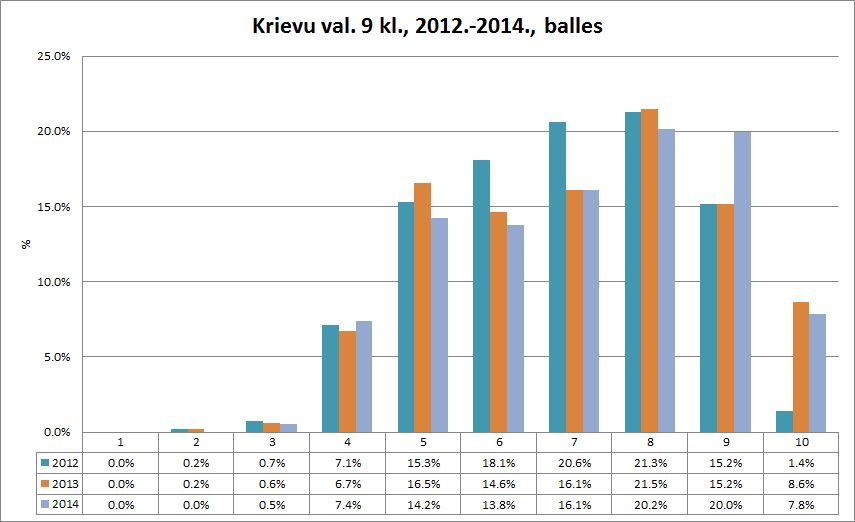 Krievu val. 9 kl., 2012.-2014., balles
25.0%
20.0%
15.0%
10.0%
5.0%
0.0%
%
1 2 3 4 5 6 7 8 9 10
2012 0.0% 0.2% 0.7% 7.1% 15.3% 18.1% 20.6% 21.3% 15.2% 1.4%
2013 0.0% 0.2% 0.6% 6.7% 16.5% 14.6% 16.1% 21.5% 15.2% 8.6%
2014 0.0% 0.0% 0.5% 7.4% 14.2% 13.8% 16.1% 20.2% 20.0% 7.8%